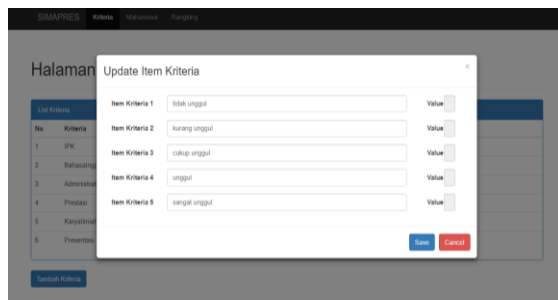 SIMAPRES Kriteria Mahasiswa Rangking
Halaman
Update Item Kriteria ×
List Kriteria
Item Kriteria 1 tidak unggul Value
Item Kriteria 2 kurang unggul Value
Item Kriteria 3 cukup unggul Value
Item Kriteria 4 unggul Value
Item Kriteria 5 sangat unggul Value
No Kriteria
1 IPK
2
3
4 Prestasi
5
6 Presentasi
Save Cancel
Tambah Kriteria